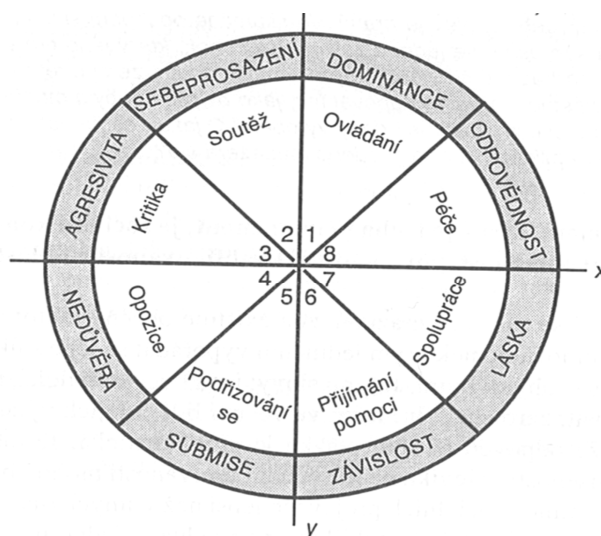 SEBEPROSAZENÍ
DOMINANCE
AGRESIVITA
ODPOVĚDNOST
Soutěž
Ovládání
Kritika
Péče
2 1
3 8
4 7
5 6
x
Opozice
Spolupráce
NEDŮVĚRA
LÁSKA
Podřizování
se
Přijímání
pomoci
SUBMISE
ZÁVISLOST
y